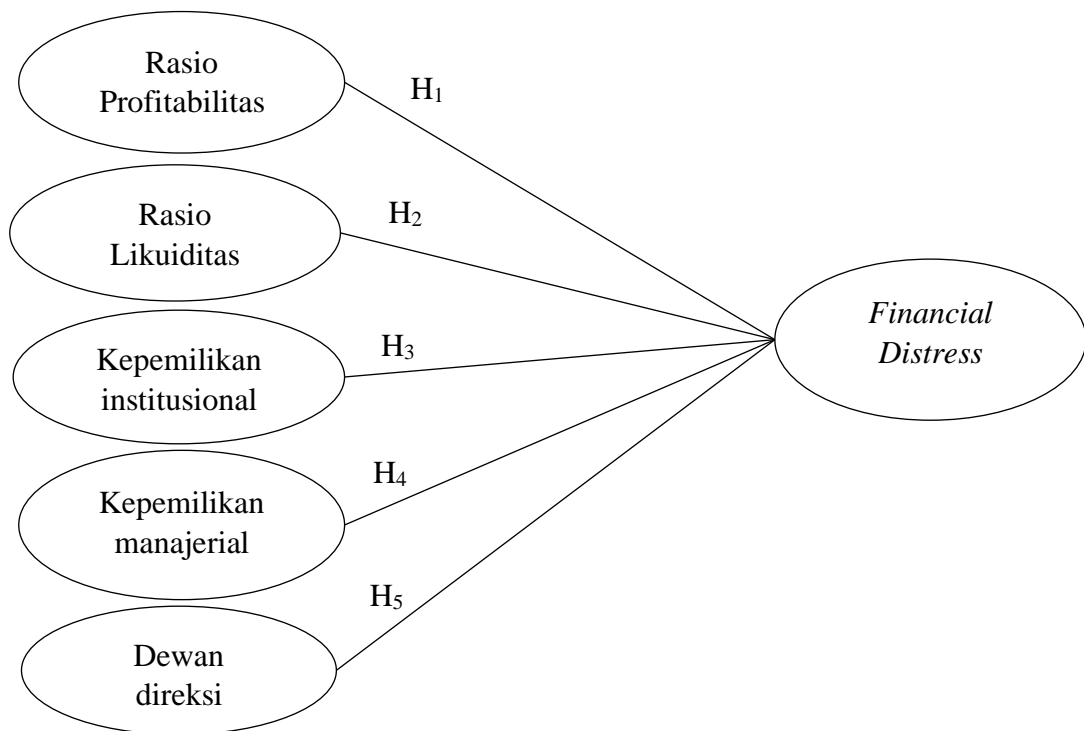 Rasio
Profitabilitas
H₁
Rasio
Likuiditas
H₂
Kepemilikan
institusional
H₃
Kepemilikan
manajerial
H₄
Dewan
direksi
H₅
Financial
Distress